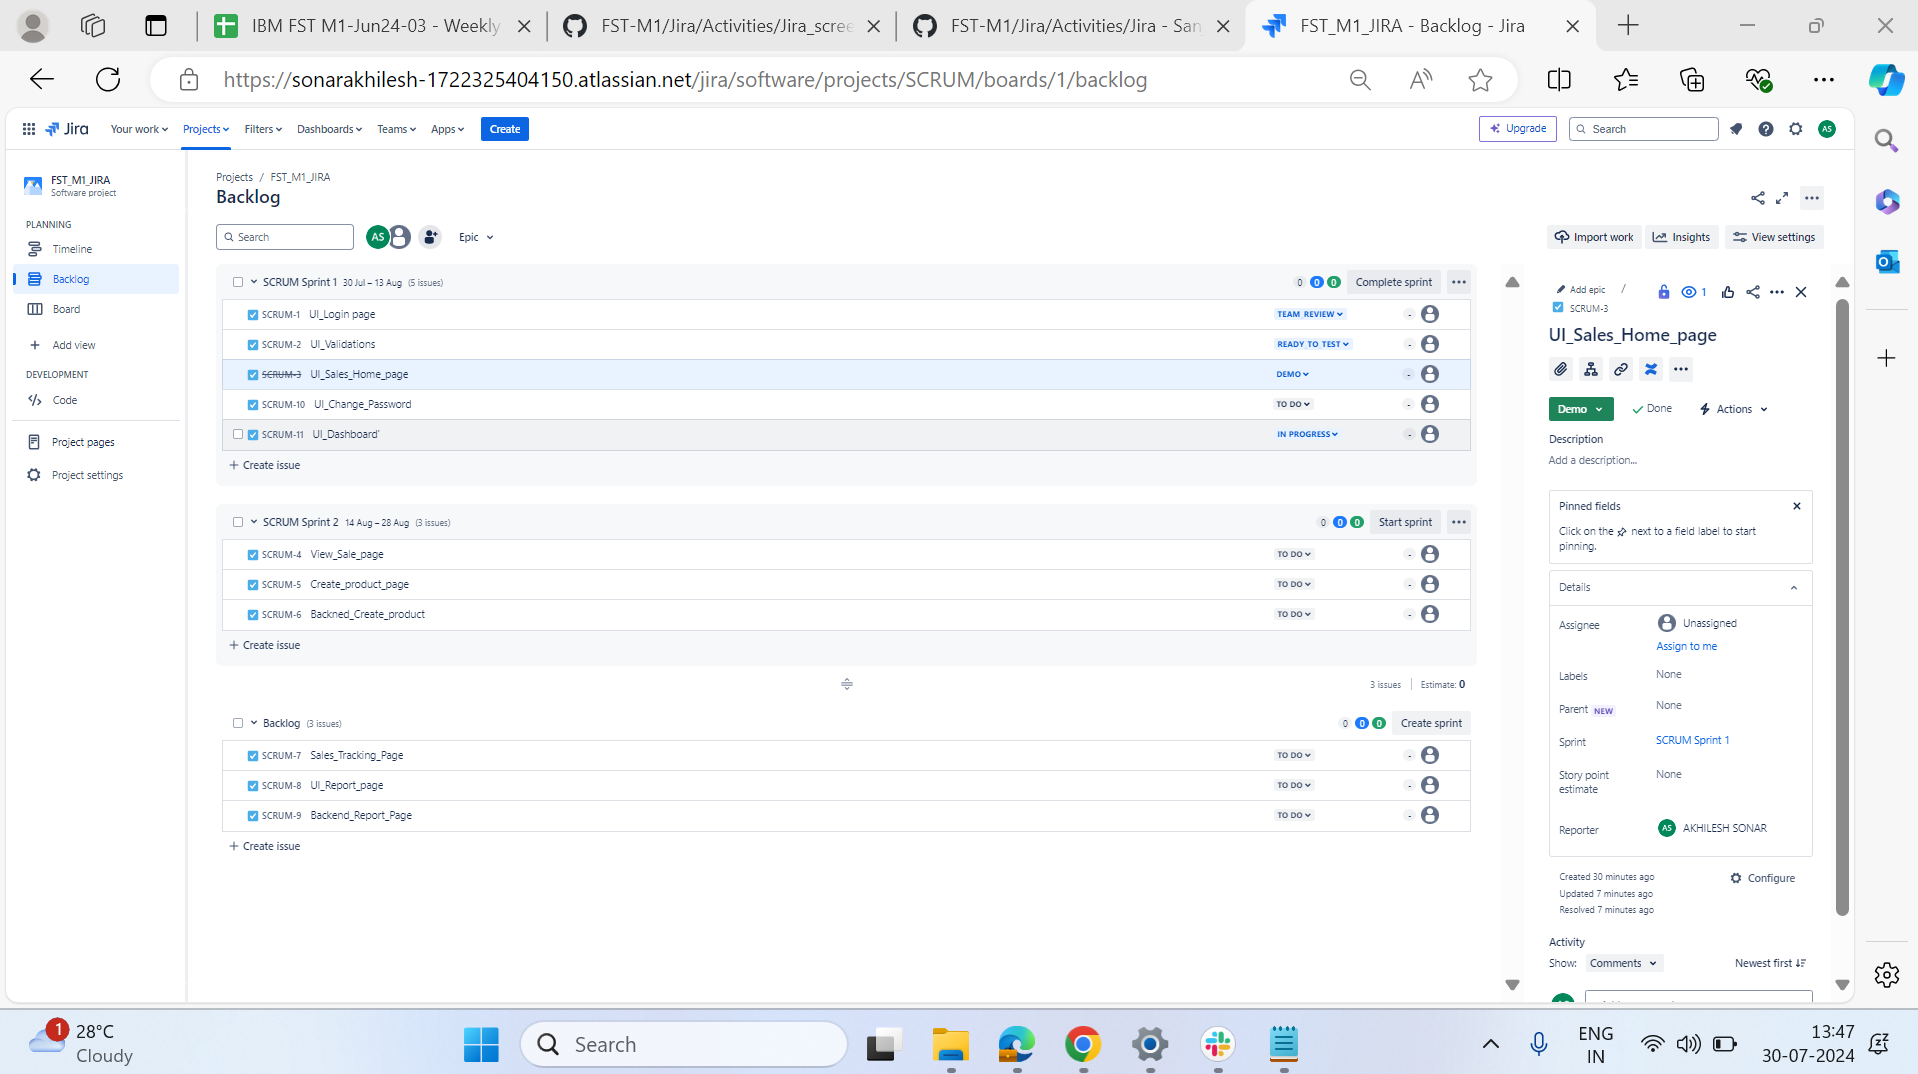 IBM FST M1-Jun24-03 - Weekly
FST-M1/Jira/Activities/Jira_scree
FST-M1/Jira/Activities/Jira - San
FST_M1_JIRA - Backlog - Jira
https://sonarakhilesh-1722325404150.atlassian.net/jira/software/projects/SCRUM/boards/1/backlog
Jira Your work Projects Filters Dashboards Teams Apps Create Upgrade Search AS
FST_M1_JIRA
Software project
PLANNING
Timeline
Backlog
Board
Add view
DEVELOPMENT
Code
Project pages
Project settings
Projects / FST_M1_JIRA
Backlog
Search AS Epic Import work Insights View settings
SCRUM Sprint 1 30 Jul – 13 Aug (5 issues) 0 0 0 Complete sprint
SCRUM-1 UI_Login page TEAM REVIEW -
SCRUM-2 UI_Validations READY TO TEST -
SCRUM-3 UI_Sales_Home_page DEMO -
SCRUM-10 UI_Change_Password TO DO -
SCRUM-11 UI_Dashboard' IN PROGRESS -
+ Create issue
SCRUM Sprint 2 14 Aug – 28 Aug (3 issues) 0 0 0 Start sprint
SCRUM-4 View_Sale_page TO DO -
SCRUM-5 Create_product_page TO DO -
SCRUM-6 Backned_Create_product TO DO -
+ Create issue
3 issues Estimate: 0
Backlog (3 issues) 0 0 0 Create sprint
SCRUM-7 Sales_Tracking_Page TO DO -
SCRUM-8 UI_Report_page TO DO -
SCRUM-9 Backend_Report_Page TO DO -
+ Create issue
Add epic / 1
SCRUM-3
UI_Sales_Home_page
Demo Done Actions
Description
Add a description...
Pinned fields
Click on the next to a field label to start
pinning.
Details
Assignee Unassigned
Assign to me
Labels None
Parent NEW None
Sprint SCRUM Sprint 1
Story point
estimate None
Reporter AS AKHILESH SONAR
Created 30 minutes ago Configure
Updated 7 minutes ago
Resolved 7 minutes ago
Activity
Show: Comments Newest first
1 28°C
Cloudy
Search
ENG
IN
13:47
30-07-2024